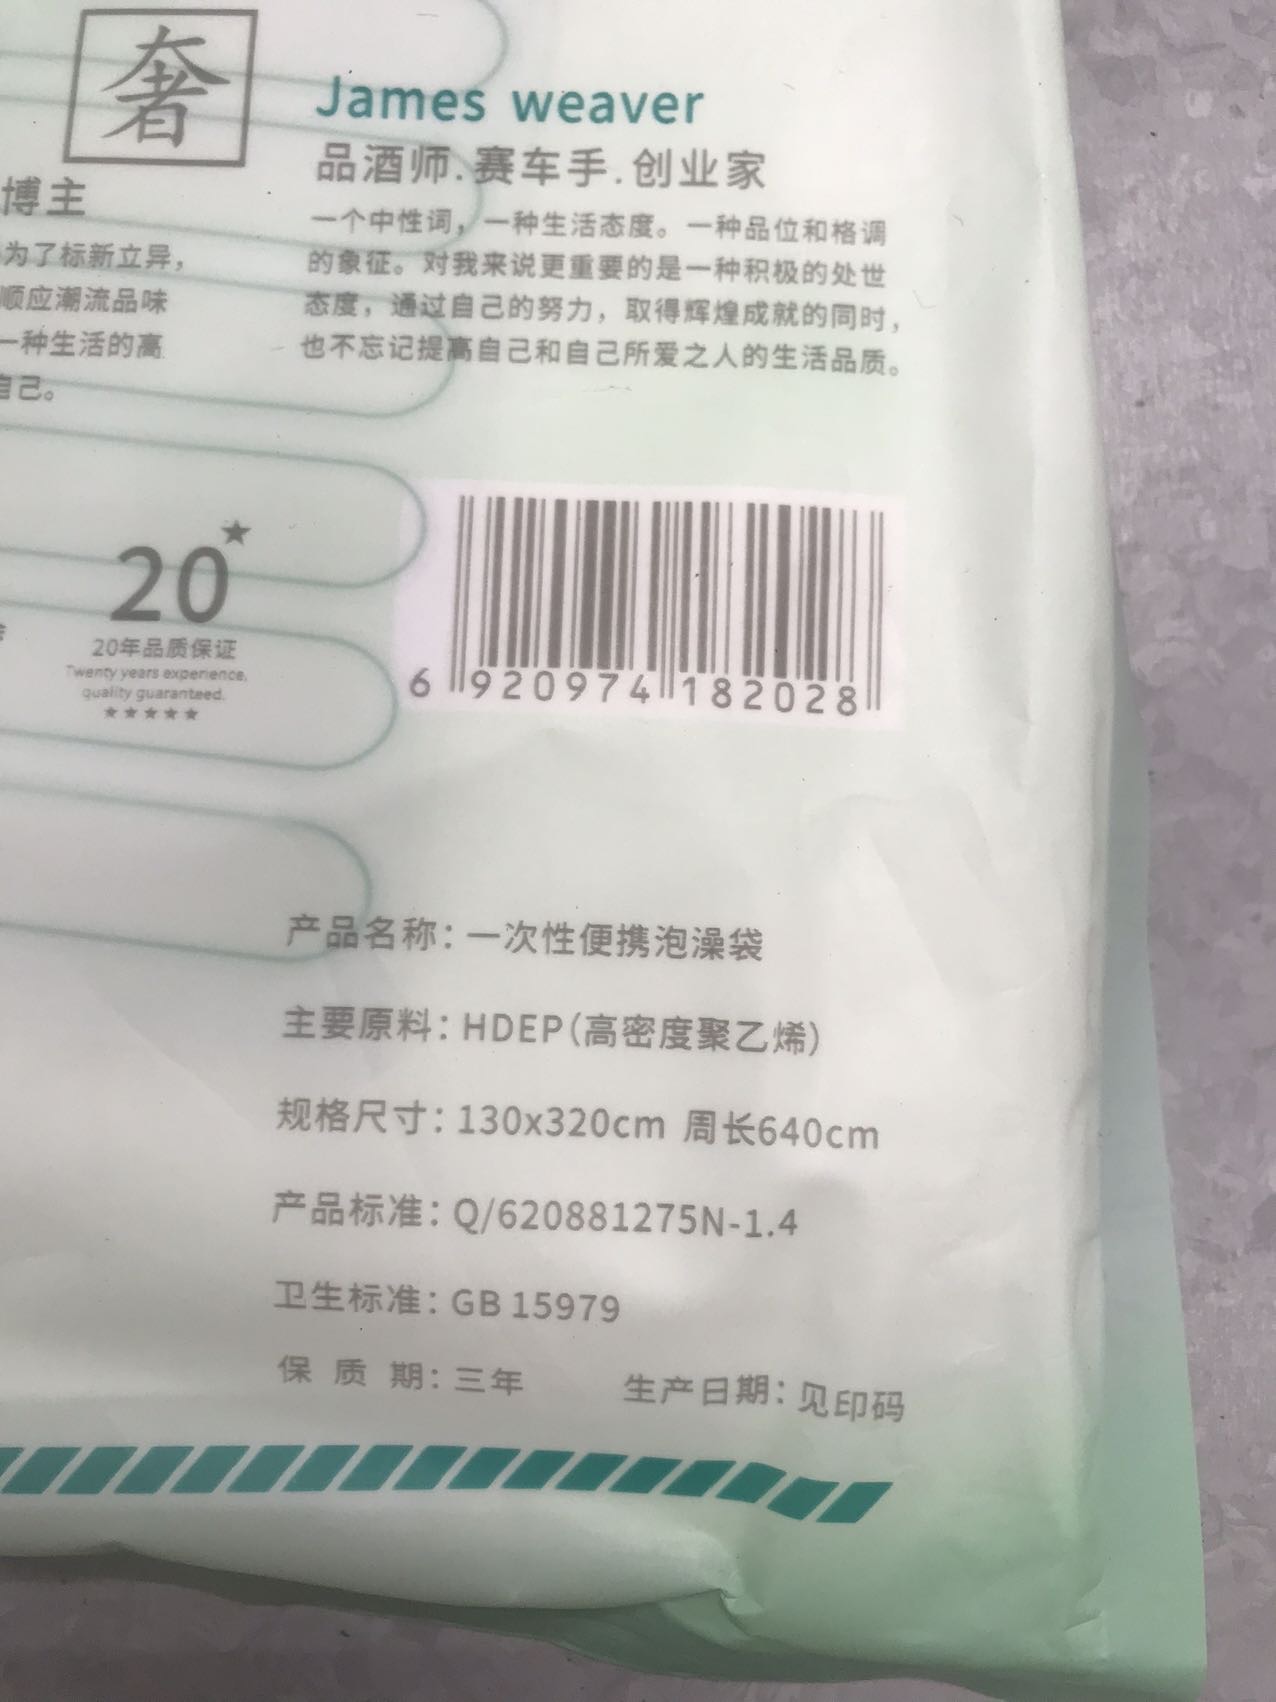 奢
James weaver
品酒师.赛车手.创业家
一个中性词，一种生活态度。一种品位和格调
的象征。对我来说更重要的是一种积极的处世
态度，通过自己的努力，取得辉煌成就的同时，
也不忘记提高自己和自己所爱之人的生活品质。
博主
为了标新立异，
顺应潮流品味
一种生活的高
自己。
20
20年品质保证
Twenty years experience,
quality guaranteed.
6 920974 182028
产品名称：一次性便携泡澡袋
主要原料：HDEP（高密度聚乙烯）
规格尺寸：130x320cm 周长640cm
产品标准：Q/620881275N-1.4
卫生标准：GB 15979
保 质 期：三年 生产日期：见印码